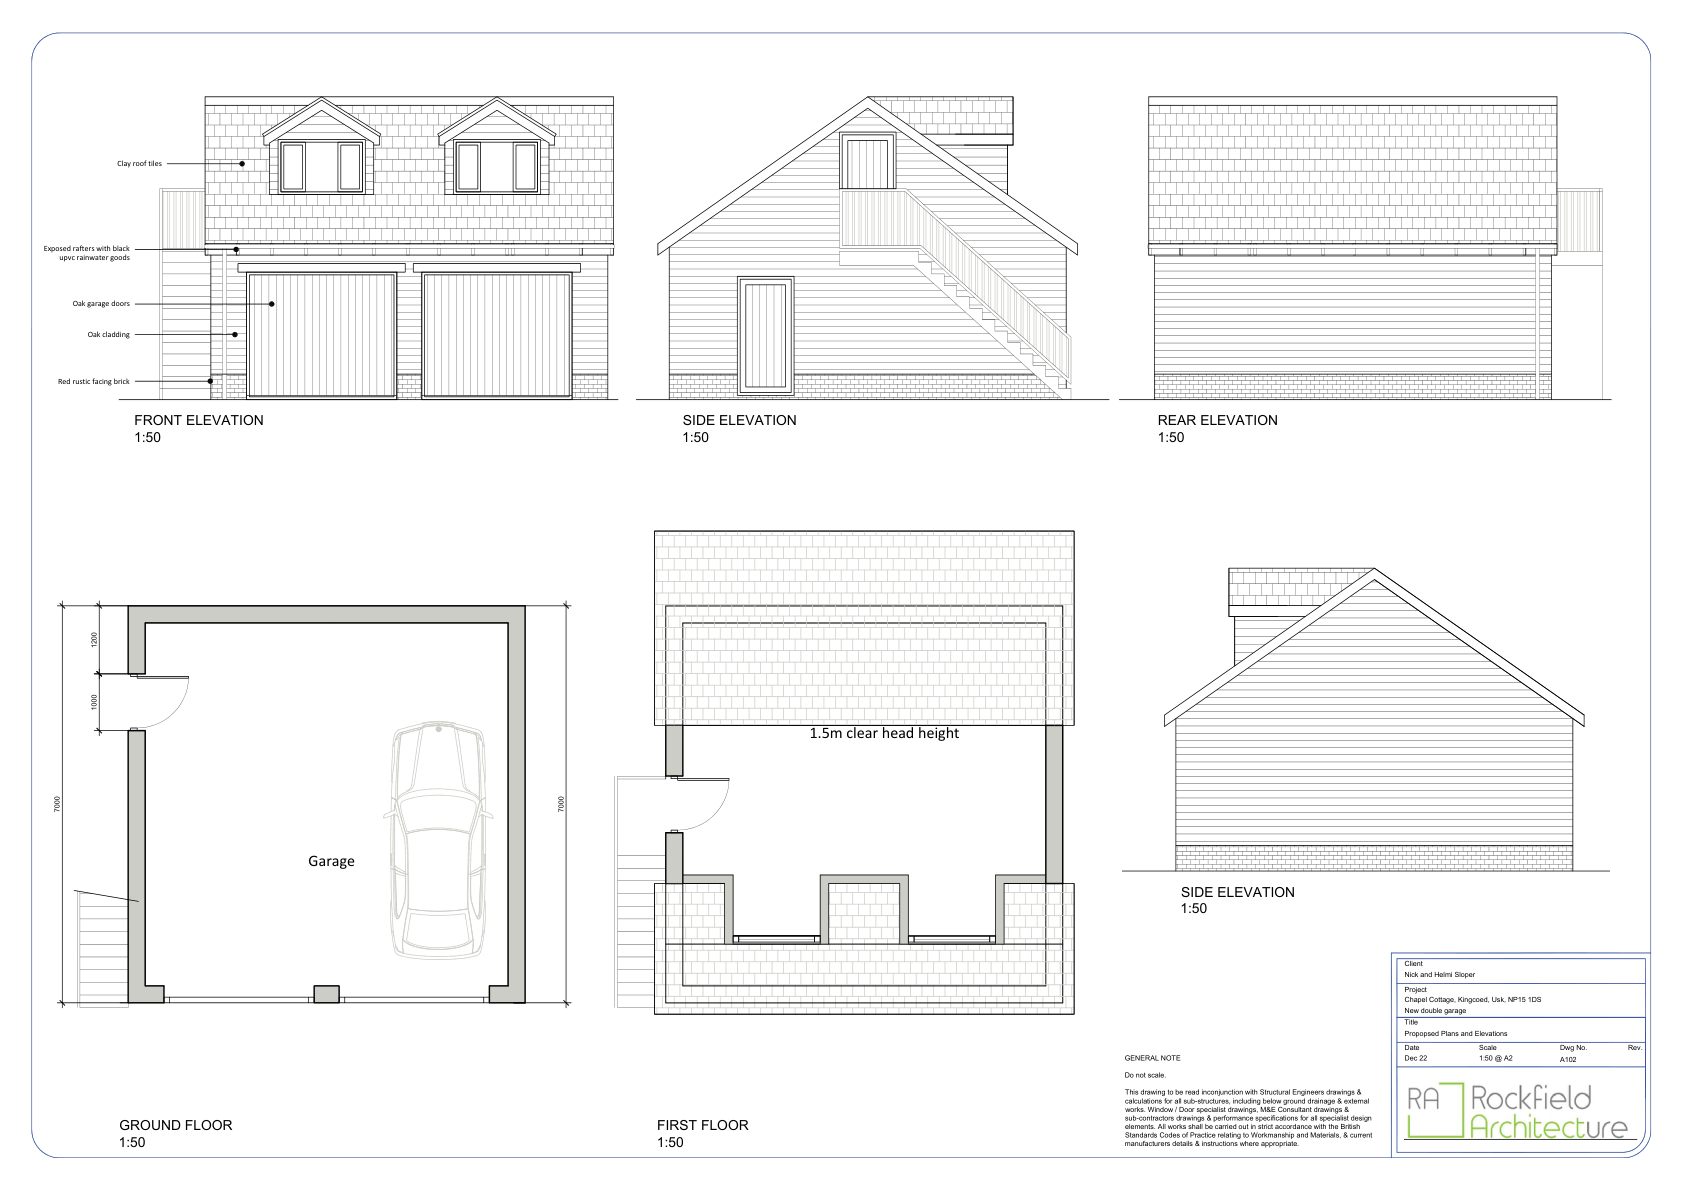 Clay roof tiles
Exposed rafters with black
upvc rainwater goods
Oak garage doors
Oak cladding
Red rustic facing brick
FRONT ELEVATION
1:50
SIDE ELEVATION
1:50
REAR ELEVATION
1:50
1200
1000
7000
7000
Garage
GROUND FLOOR
1:50
1.5m clear head height
FIRST FLOOR
1:50
SIDE ELEVATION
1:50
GENERAL NOTE
Do not scale.
This drawing to be read inconjunction with Structural Engineers drawings &
calculations for all sub-structures, including below ground drainage & external
works. Window / Door specialist drawings, M&E Consultant drawings &
sub-contractors drawings & performance specifications for all specialist design
elements. All works shall be carried out in strict accordance with the British
Standards Codes of Practice relating to Workmanship and Materials, & current
manufacturers details & instructions where appropriate.
Client
Nick and Helmi Sloper
Project
Chapel Cottage, Kingcoed, Usk, NP15 1DS
New double garage
Title
Propopsed Plans and Elevations
Date Scale Dwg No. Rev.
Dec 22 1:50 @ A2 A102
RA Rockfield
Architecture